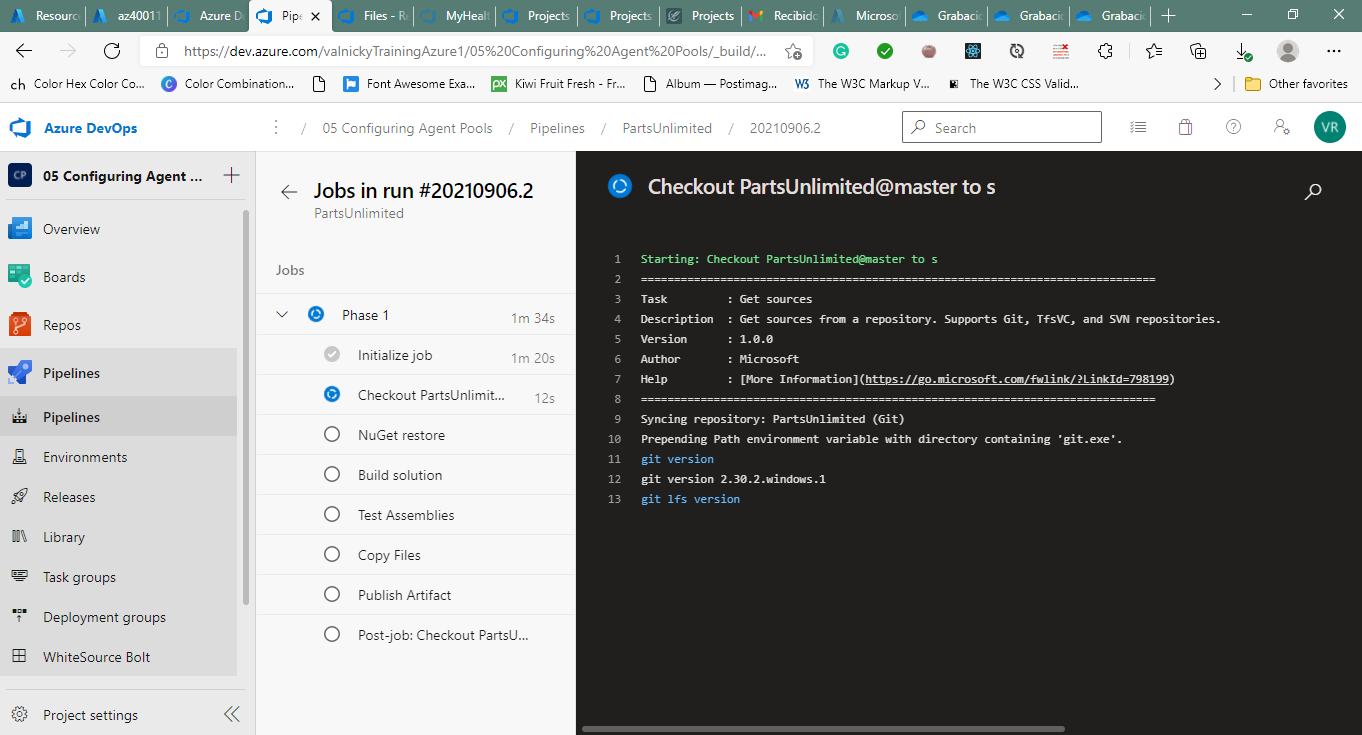 Resourc
az40011
Azure D
Pipe
Files - Re
MyHealt
Projects
Projects
Projects
Recibido
Microso
Grabacio
Grabacio
Grabacio
https://dev.azure.com/valnickyTrainingAzure1/05%20Configuring%20Agent%20Pools/_build/...
ch Color Hex Color Co...
Color Combination...
Font Awesome Exa...
px Kiwi Fruit Fresh - Fr...
Album — Postimag...
W3 The W3C Markup V...
The W3C CSS Valid...
Other favorites
Azure DevOps
/ 05 Configuring Agent Pools / Pipelines / PartsUnlimited / 20210906.2
Search
VR
CP 05 Configuring Agent ...
Overview
Boards
Repos
Pipelines
Pipelines
Environments
Releases
Library
Task groups
Deployment groups
WhiteSource Bolt
Project settings
Jobs in run #20210906.2
PartsUnlimited
Jobs
Phase 1 1m 34s
Initialize job 1m 20s
Checkout PartsUnlimit... 12s
NuGet restore
Build solution
Test Assemblies
Copy Files
Publish Artifact
Post-job: Checkout PartsU...
Checkout PartsUnlimited@master to s
1 Starting: Checkout PartsUnlimited@master to s
2 ==============================================================================
3 Task : Get sources
4 Description : Get sources from a repository. Supports Git, TfsVC, and SVN repositories.
5 Version : 1.0.0
6 Author : Microsoft
7 Help : [More Information](https://go.microsoft.com/fwlink/?LinkId=798199)
8 ==============================================================================
9 Syncing repository: PartsUnlimited (Git)
10 Prepending Path environment variable with directory containing 'git.exe'.
11 git version
12 git version 2.30.2.windows.1
13 git lfs version